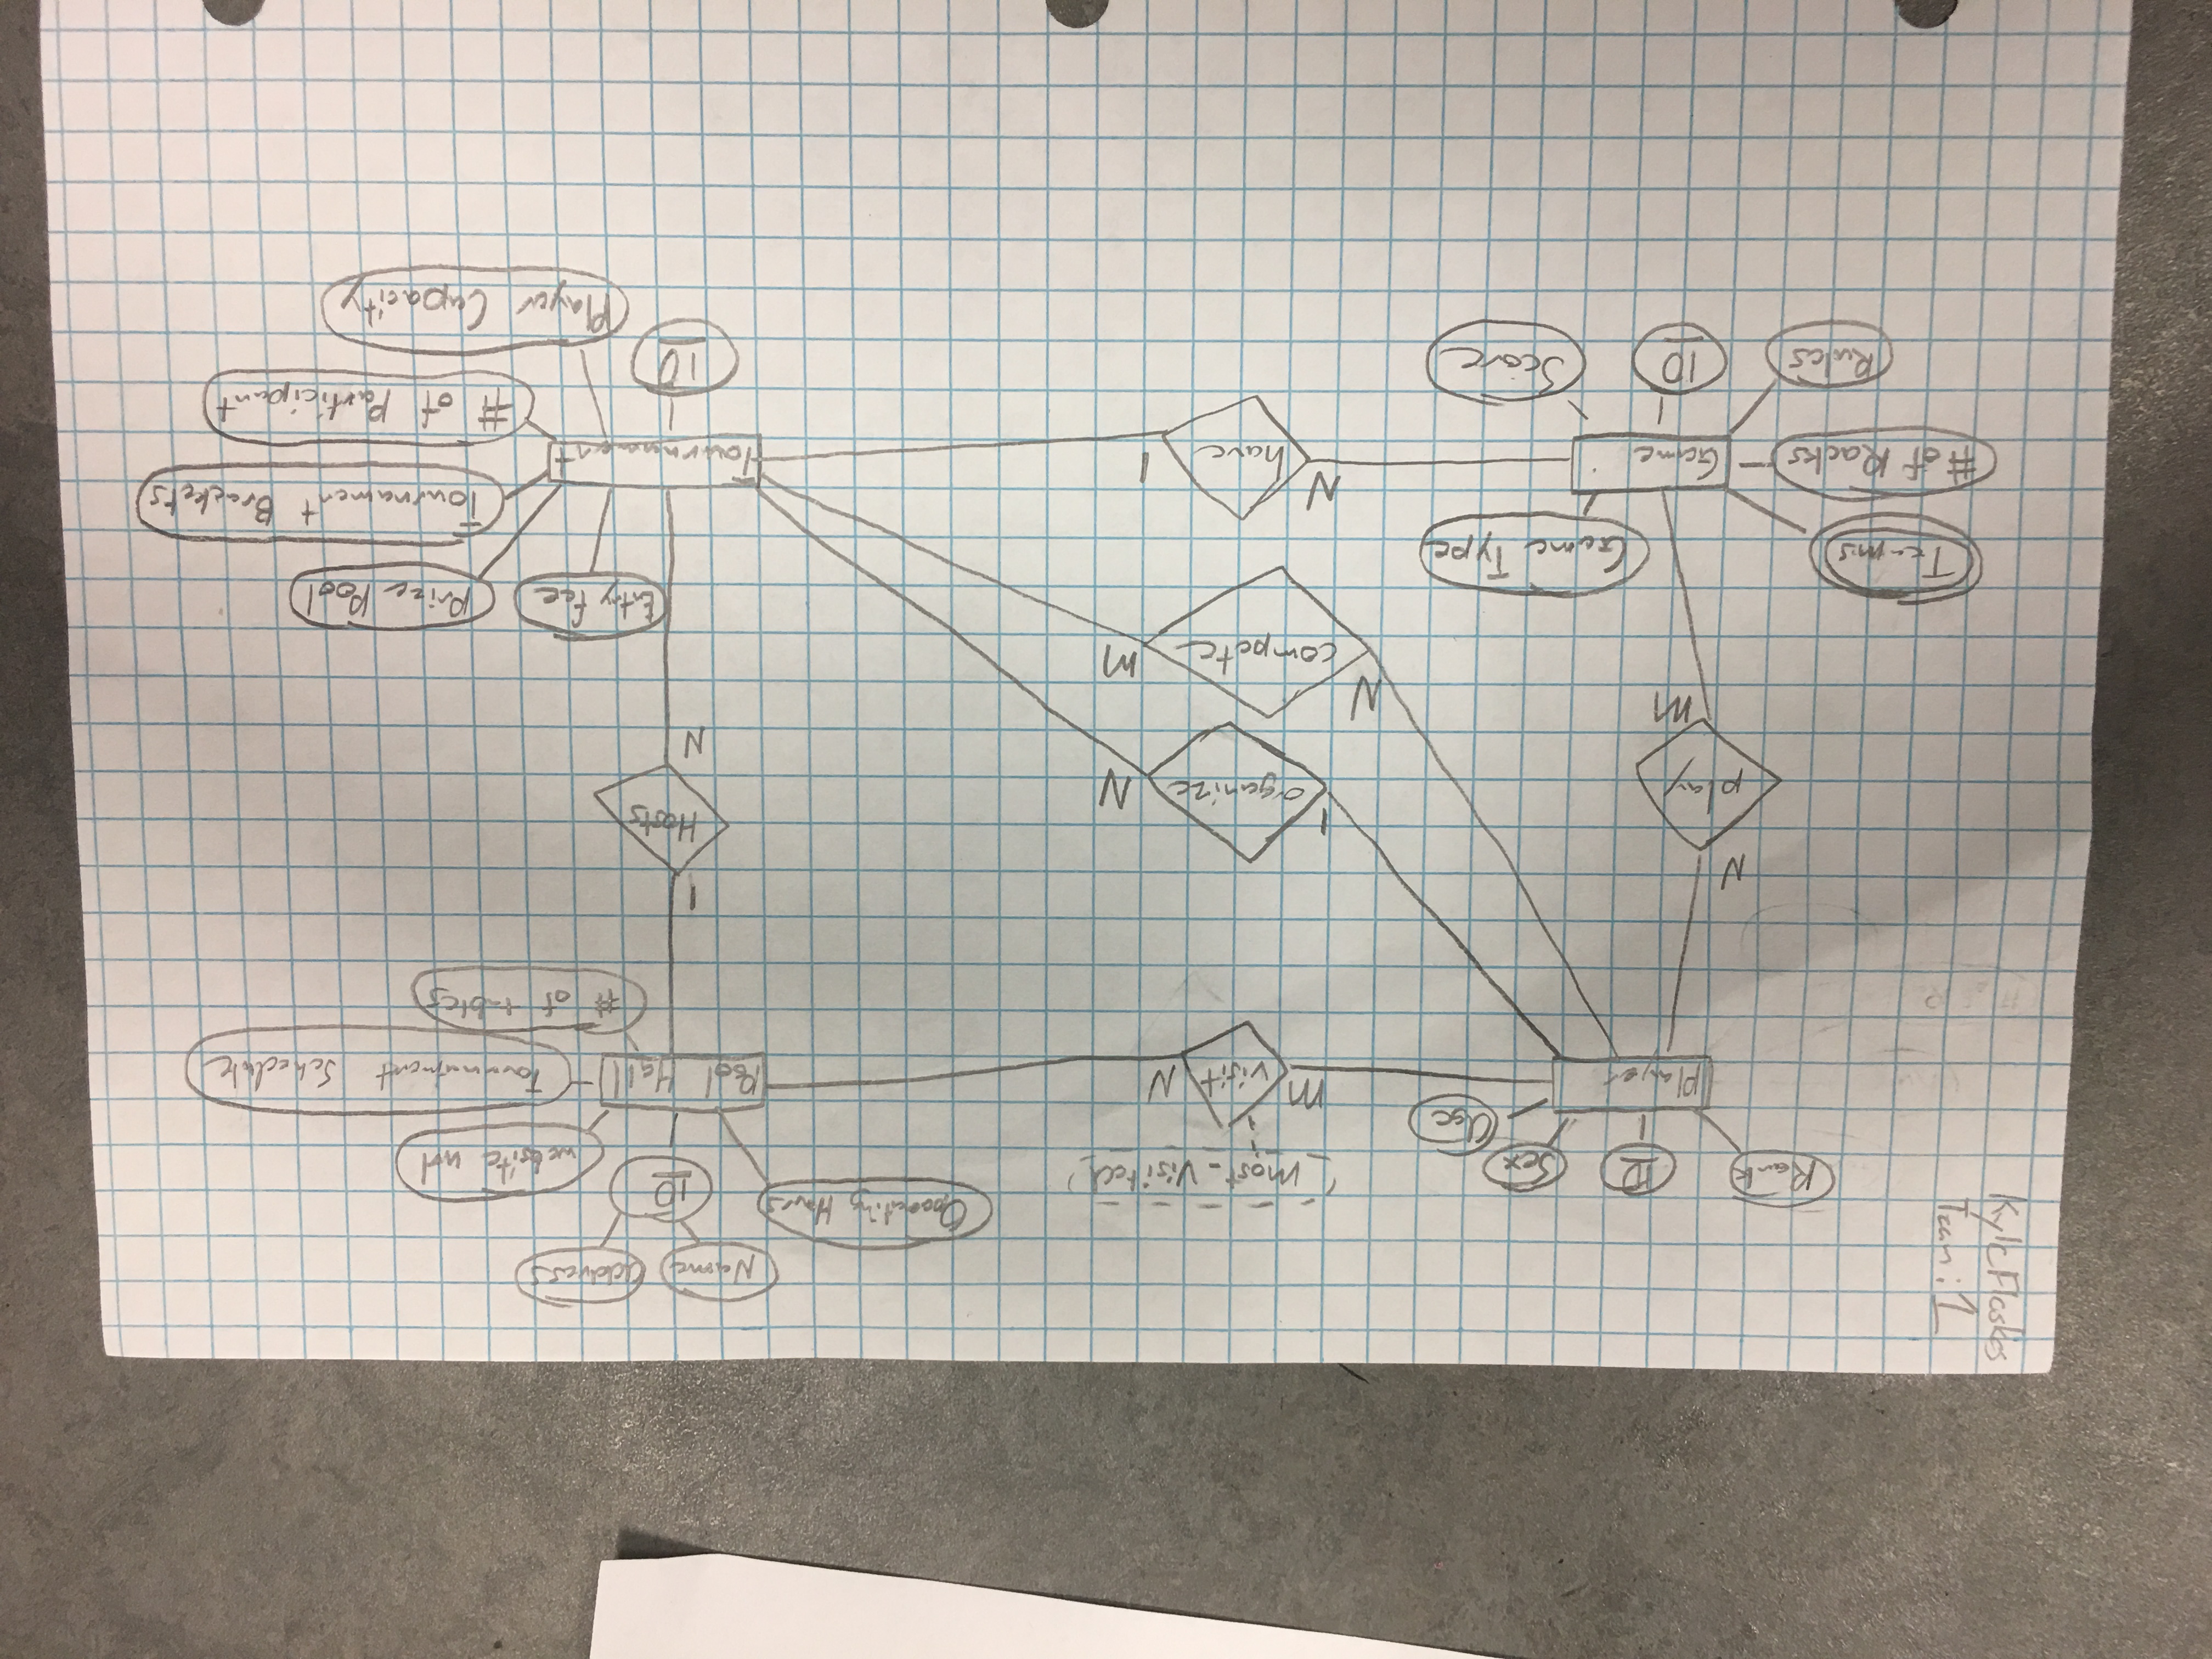 Team: 1
Name
address
Operating Hours
ID
website url
Rank
ID
Sex
Age
Most_Visited
Player
M
visit
N
Pool Hall
Tournament Schedule
# of tables
N
play
M
1
organize
N
1
Hosts
N
N
compete
M
Entry fee
Prize Pool
Teams
Game Type
Tournament Brackets
# of Racks
Game
N
have
1
Tournament
# of Participant
Rules
ID
Score
ID
Player Capacity